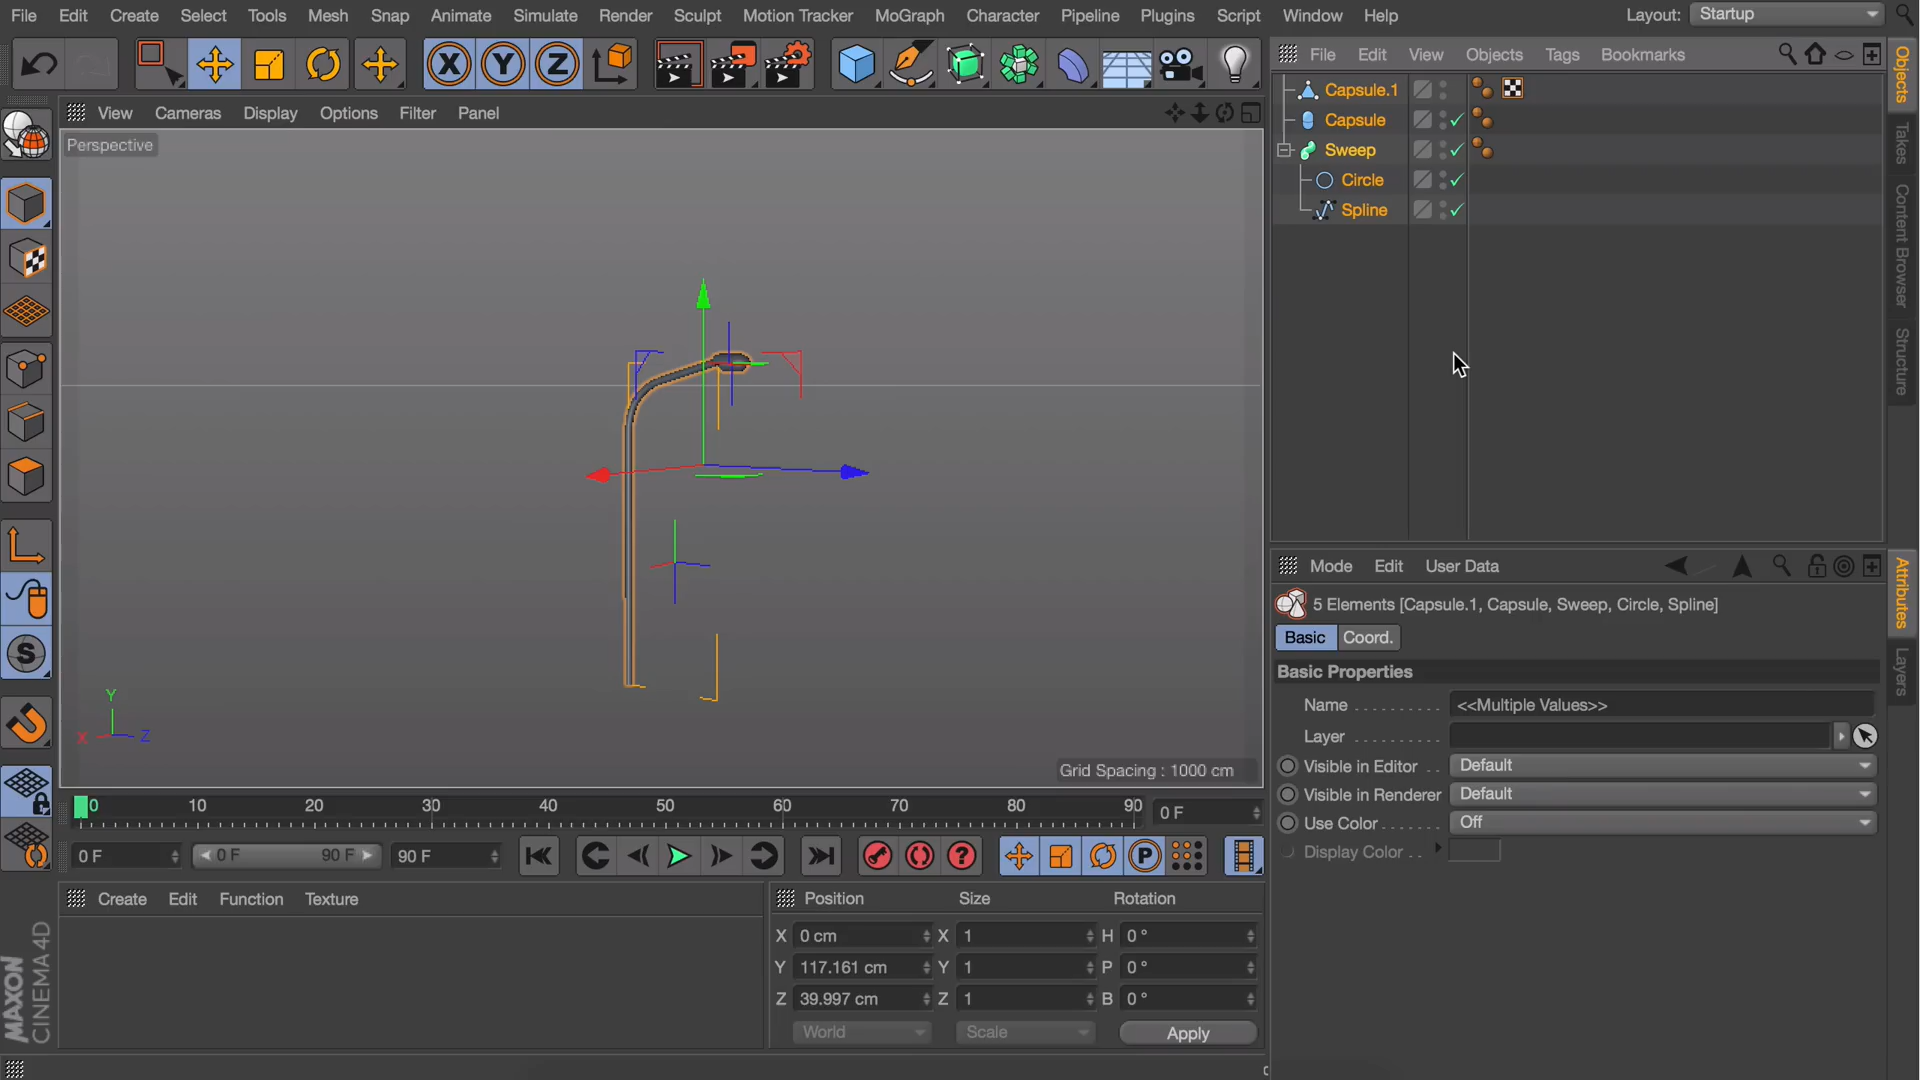 File Edit Create Select Tools Mesh Snap Animate Simulate Render Sculpt Motion Tracker MoGraph Character Pipeline Plugins Script Window Help Layout: Startup
X Y Z
File Edit View Objects Tags Bookmarks
View Cameras Display Options Filter Panel
Perspective
Capsule.1
Capsule
Sweep
Circle
Spline
Objects
Takes
Content Browser
Structure
Y
X Z
Grid Spacing : 1000 cm
Mode Edit User Data
5 Elements [Capsule.1, Capsule, Sweep, Circle, Spline]
Basic Coord.
Basic Properties
Name <<Multiple Values>>
Layer
Visible in Editor Default
Visible in Renderer Default
Use Color Off
Display Color
Attributes
Layers
0 10 20 30 40 50 60 70 80 90 0 F
0 F 0 F 90 F 90 F
P
S
Create Edit Function Texture
Position Size Rotation
X 0 cm X 1 H 0 °
Y 117.161 cm Y 1 P 0 °
Z 39.997 cm Z 1 B 0 °
World Scale Apply
MAXON
CINEMA 4D